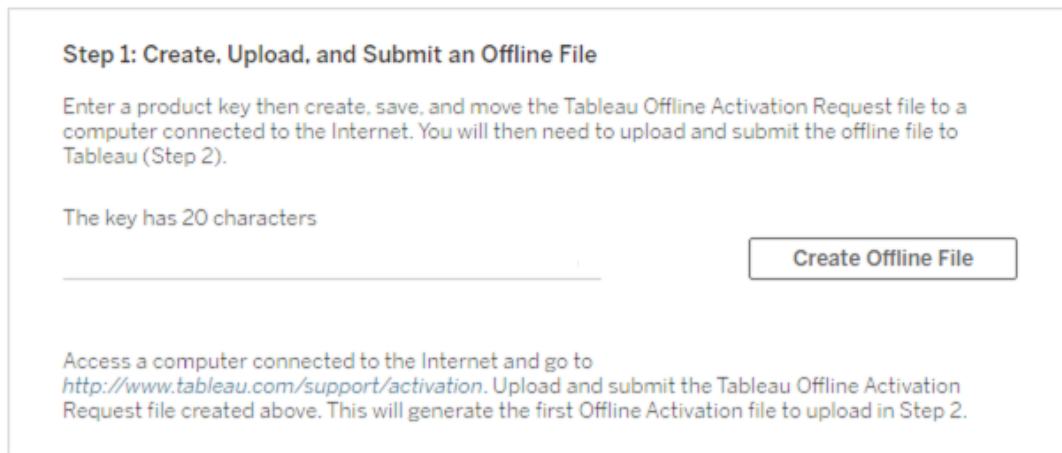 Step 1: Create, Upload, and Submit an Offline File
Enter a product key then create, save, and move the Tableau Offline Activation Request file to a
computer connected to the Internet. You will then need to upload and submit the offline file to
Tableau (Step 2).
The key has 20 characters
Create Offline File
Access a computer connected to the Internet and go to
http://www.tableau.com/support/activation. Upload and submit the Tableau Offline Activation
Request file created above. This will generate the first Offline Activation file to upload in Step 2.